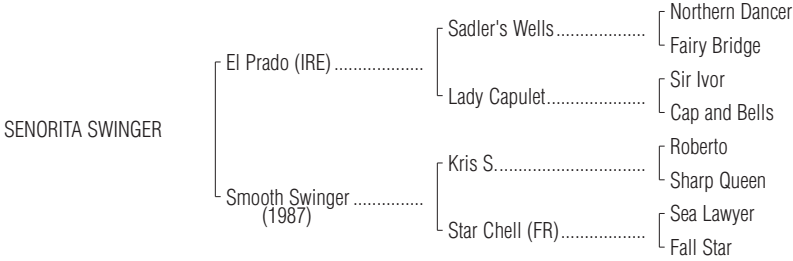 Northern Dancer
Sadler's Wells....................
Fairy Bridge
El Prado (IRE) ...................
Sir Ivor
Lady Capulet......................
Cap and Bells
SENORITA SWINGER
Roberto
Kris S.................................
Sharp Queen
Smooth Swinger ...............
(1987)
Sea Lawyer
Star Chell (FR)...................
Fall Star